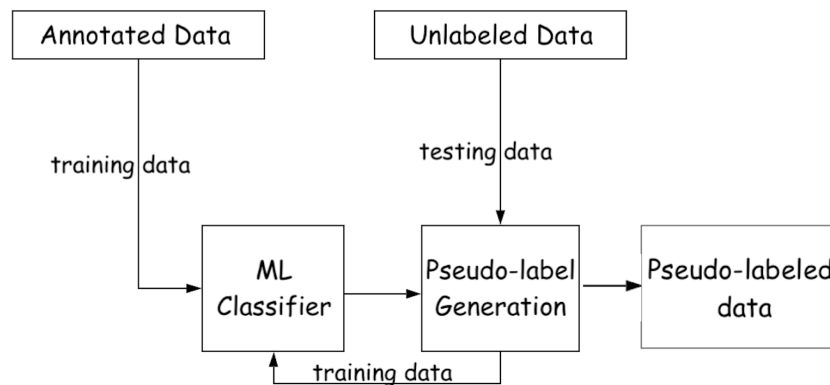 Annotated Data
Unlabeled Data
training data
testing data
ML
Classifier
Pseudo-label
Generation
Pseudo-labeled
data
training data